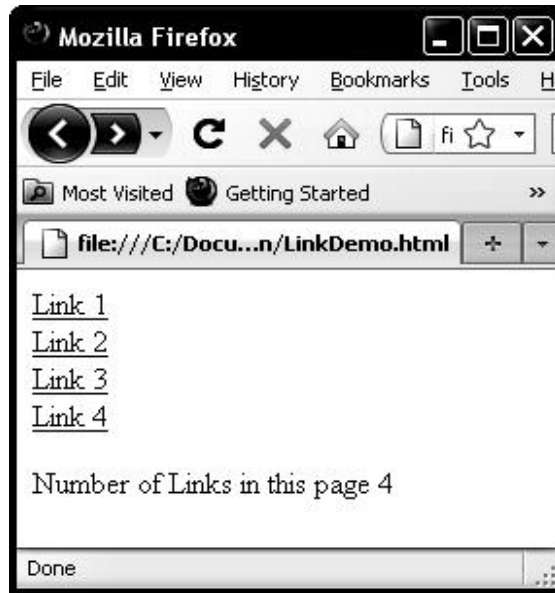 Mozilla Firefox
File Edit View History Bookmarks Tools H
fi
Most Visited Getting Started »
file:///C:/Docu...n/LinkDemo.html
Link 1
Link 2
Link 3
Link 4
Number of Links in this page 4
Done